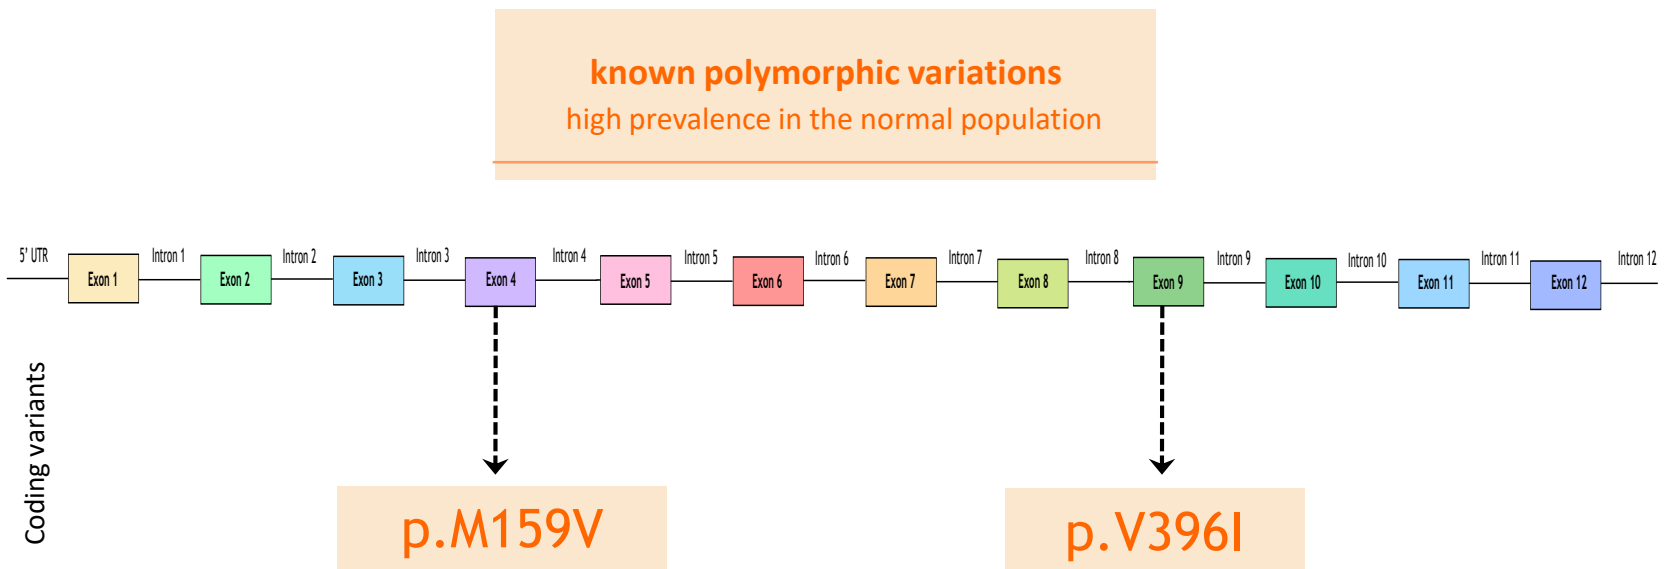 known polymorphic variations
high prevalence in the normal population
5' UTR Intron 1 Intron 2 Intron 3 Intron 4 Intron 5 Intron 6 Intron 7 Intron 8 Intron 9 Intron 10 Intron 11 Intron 12
Exon 1 Exon 2 Exon 3 Exon 4 Exon 5 Exon 6 Exon 7 Exon 8 Exon 9 Exon 10 Exon 11 Exon 12
Coding variants
p.M159V p.V396I